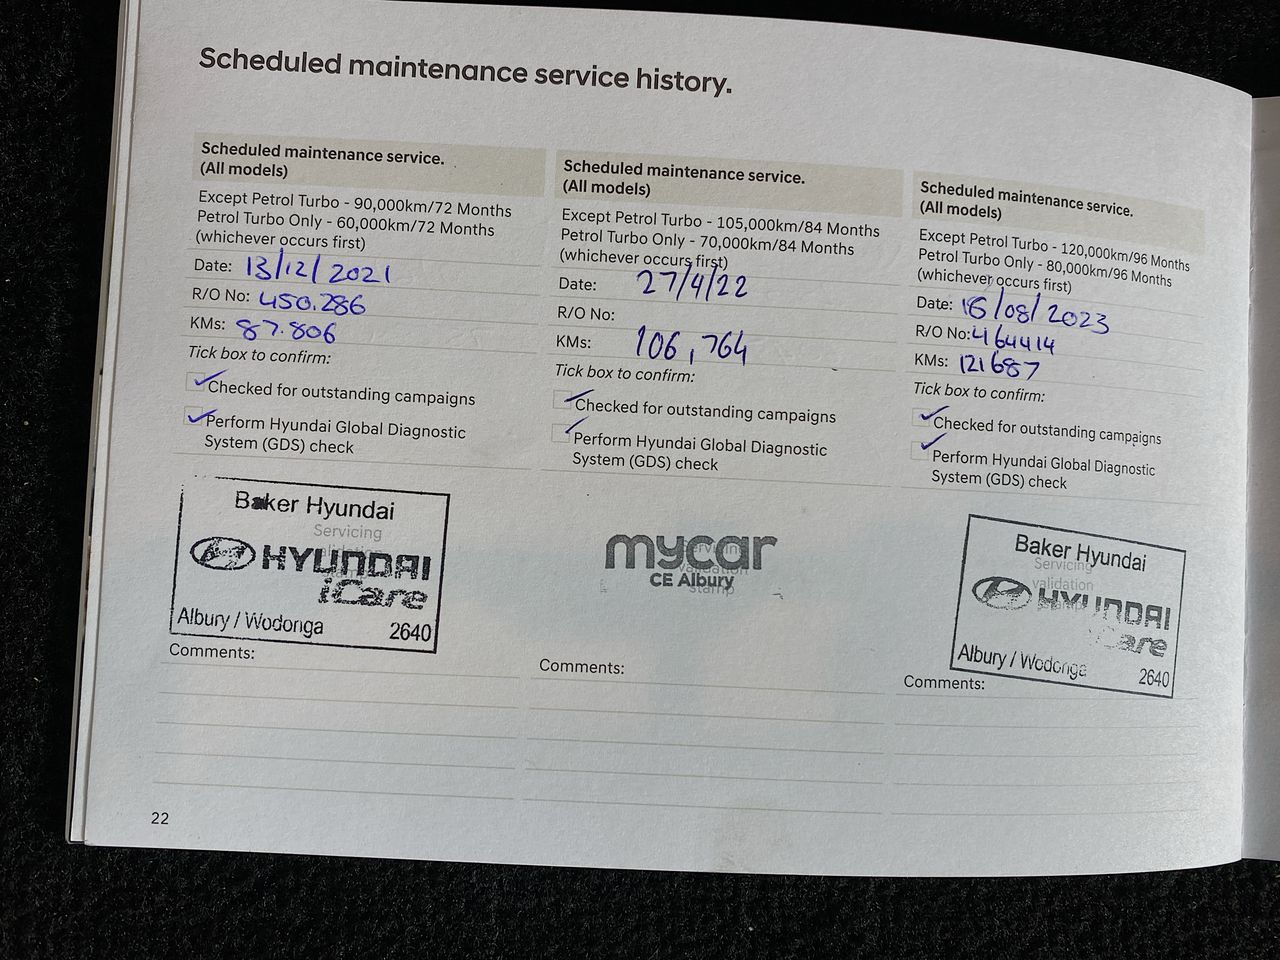 Scheduled maintenance service history.
Scheduled maintenance service.
(All models)
Except Petrol Turbo - 90,000km/72 Months
Petrol Turbo Only - 60,000km/72 Months
(whichever occurs first)
Date: 13/12/2021
R/O No: 450.286
KMs: 87.806
Tick box to confirm:
Checked for outstanding campaigns
Perform Hyundai Global Diagnostic
System (GDS) check
Baker Hyundai
Servicing
HYUNDAI
iCare
Albury / Wodonga 2640
Comments:
Scheduled maintenance service.
(All models)
Except Petrol Turbo - 105,000km/84 Months
Petrol Turbo Only - 70,000km/84 Months
(whichever occurs first)
Date: 27/4/22
R/O No:
KMs: 106,764
Tick box to confirm:
Checked for outstanding campaigns
Perform Hyundai Global Diagnostic
System (GDS) check
mycar
CE Albury
stamp
Comments:
Scheduled maintenance service.
(All models)
Except Petrol Turbo - 120,000km/96 Months
Petrol Turbo Only - 80,000km/96 Months
(whichever occurs first)
Date: /08/2023
R/O No: 464414
KMs: 121687
Tick box to confirm:
Checked for outstanding campaigns
Perform Hyundai Global Diagnostic
System (GDS) check
Baker Hyundai
Servicing
validation
HYUNDAI
iCare
Albury / Wodonga 2640
Comments:
22